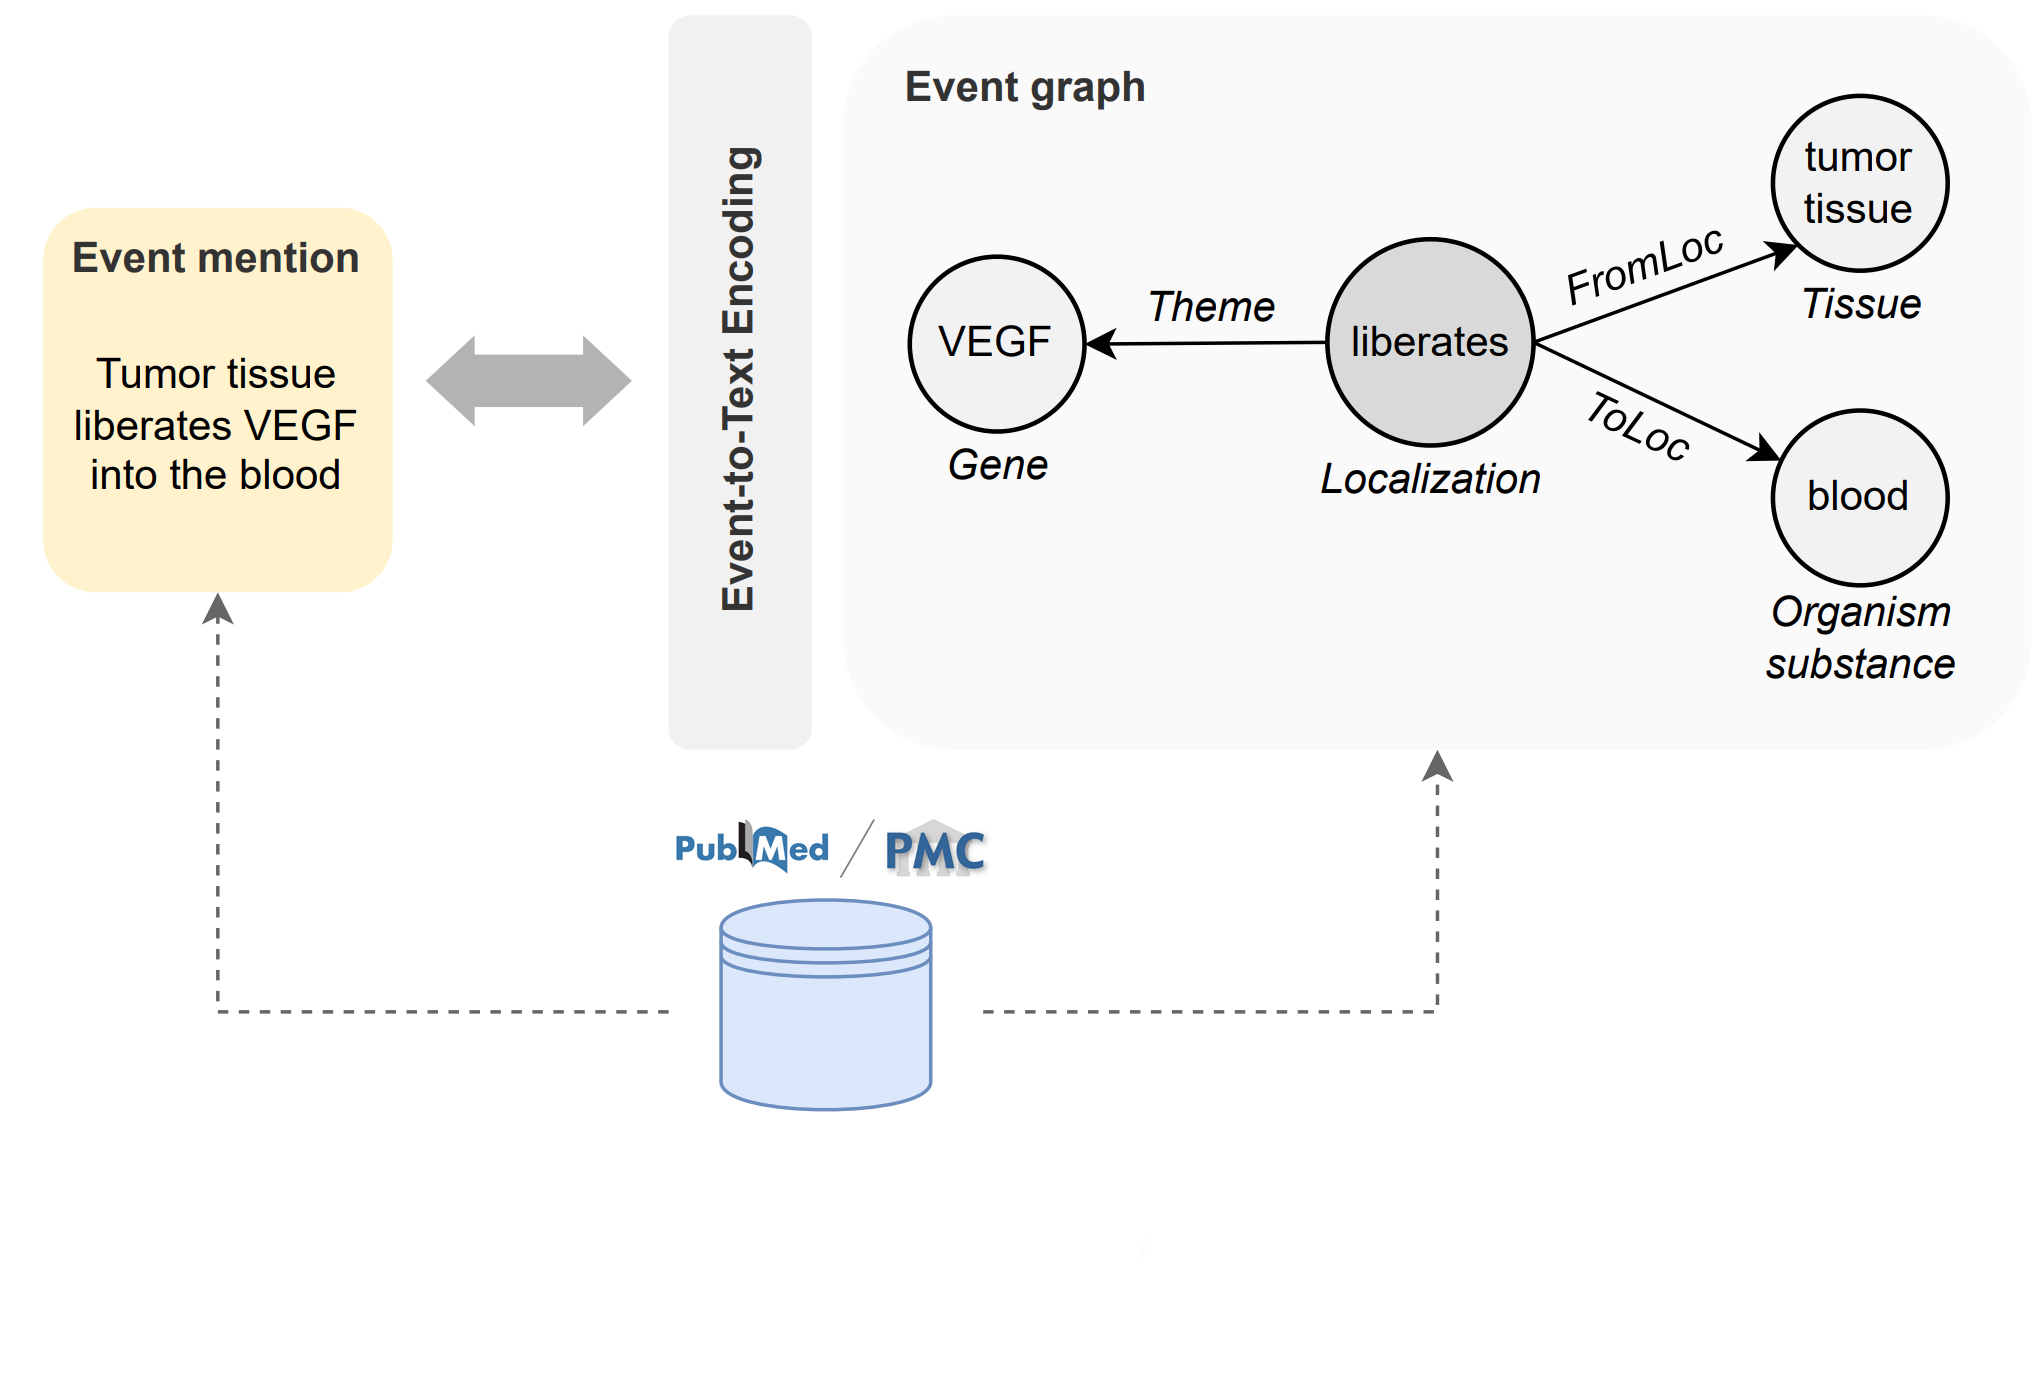 Event mention
Tumor tissue
liberates VEGF
into the blood
Event-to-Text Encoding
Event graph
VEGF
Gene
Theme
liberates
Localization
FromLoc
tumor
tissue
Tissue
ToLoc
blood
Organism
substance
PubMed / PMC